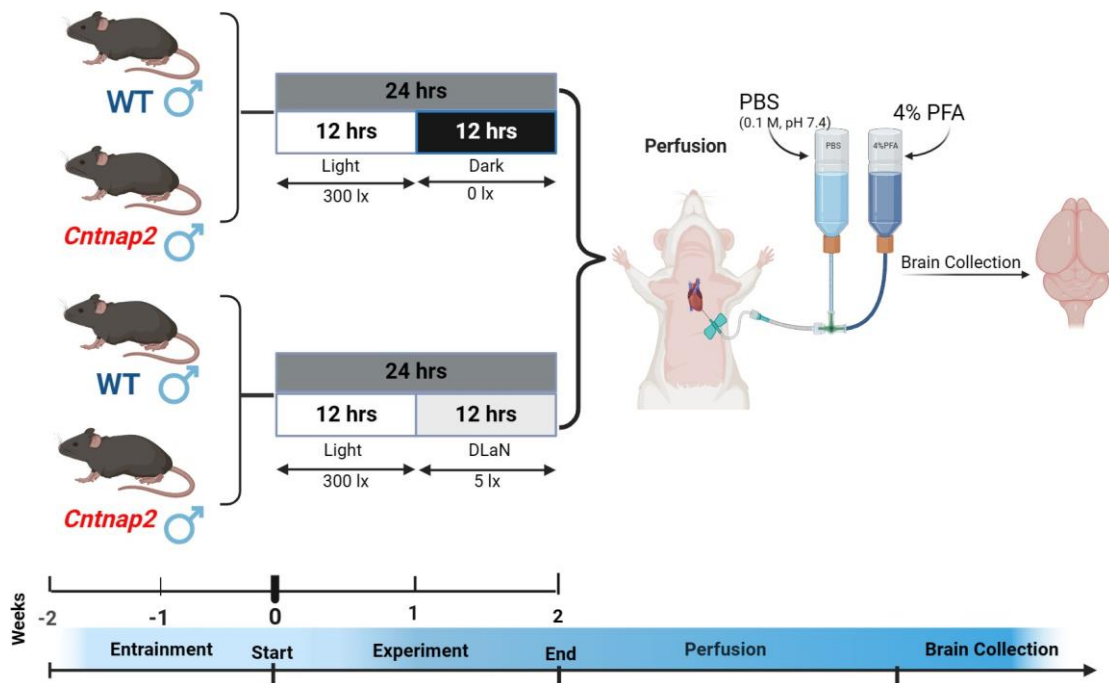 WT ♂
Cntnap2 ♂
24 hrs
12 hrs
12 hrs
Light
Dark
300 lx
0 lx
WT ♂
Cntnap2 ♂
24 hrs
12 hrs
12 hrs
Light
DLaN
300 lx
5 lx
Perfusion
PBS
(0.1 M, pH 7.4)
4% PFA
PBS
4%PFA
Brain Collection
Weeks
-2
-1
0
1
2
Entrainment
Start
Experiment
End
Perfusion
Brain Collection